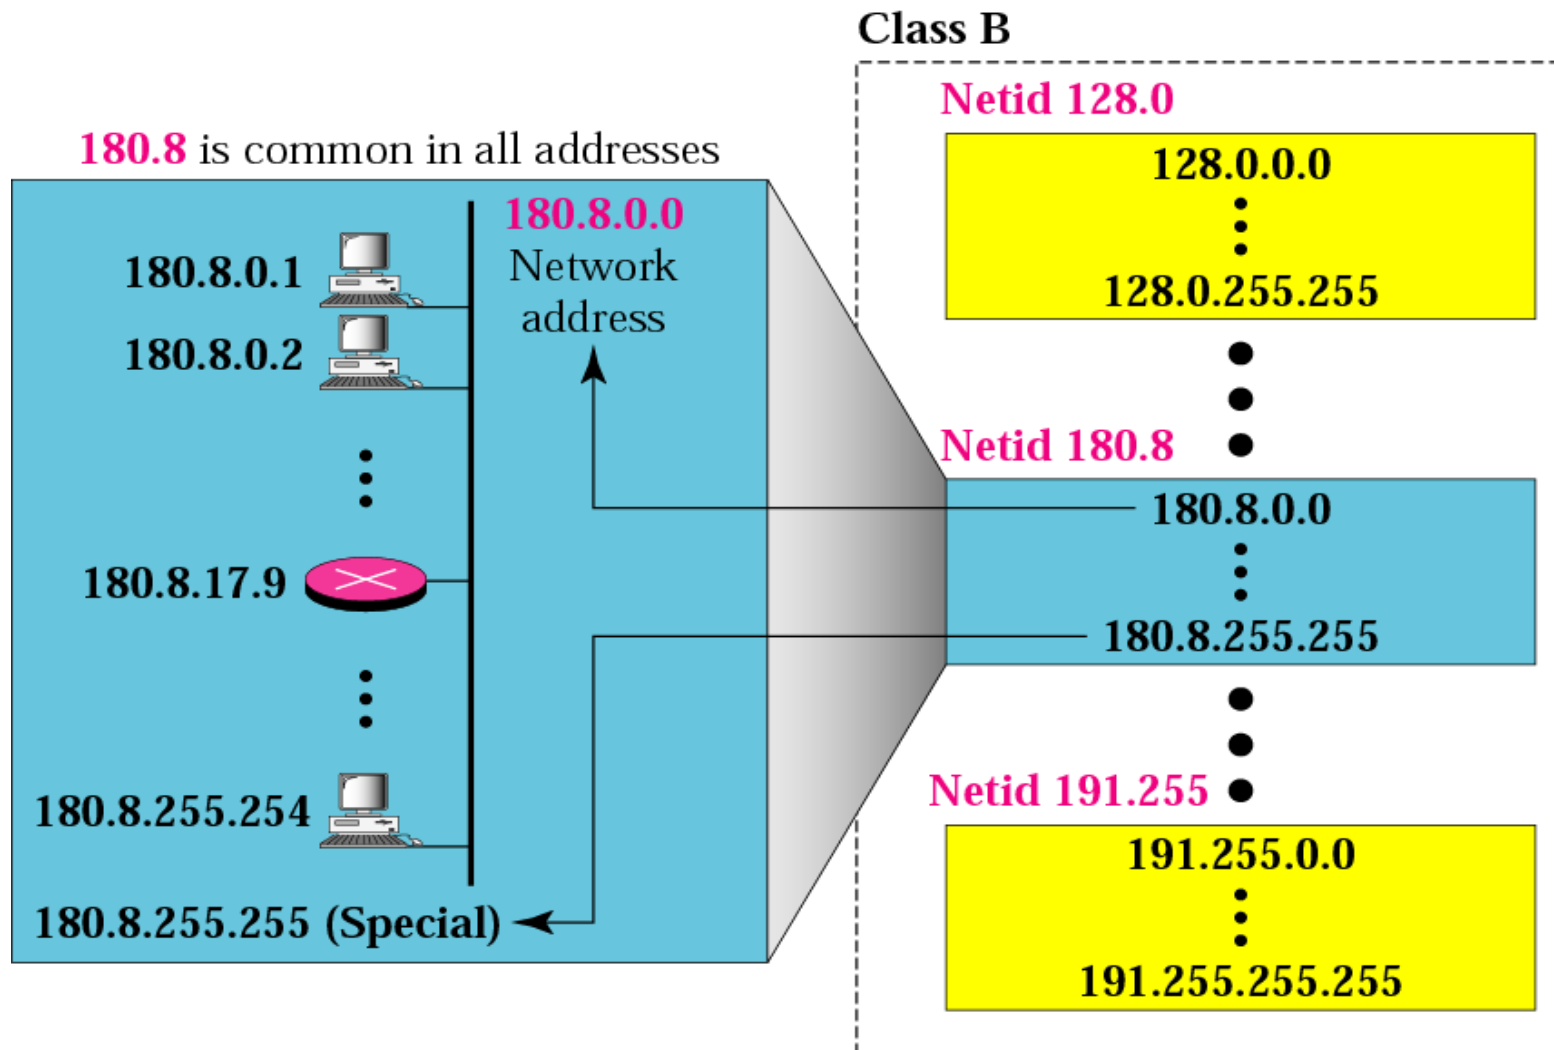 Class B
Netid 128.0
128.0.0.0
128.0.255.255
Netid 180.8
180.8.0.0
180.8.255.255
Netid 191.255
191.255.0.0
191.255.255.255
180.8 is common in all addresses
180.8.0.0
Network
address
180.8.0.1
180.8.0.2
180.8.17.9
180.8.255.254
180.8.255.255 (Special)